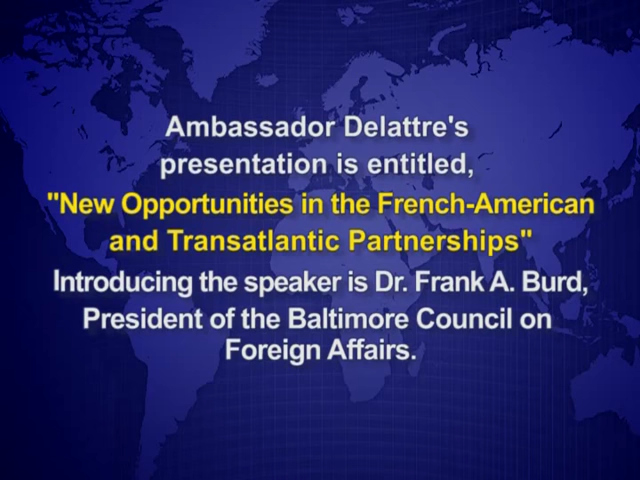 Ambassador Delattre's
presentation is entitled,
"New Opportunities in the French-American
and Transatlantic Partnerships"
Introducing the speaker is Dr. Frank A. Burd,
President of the Baltimore Council on
Foreign Affairs.